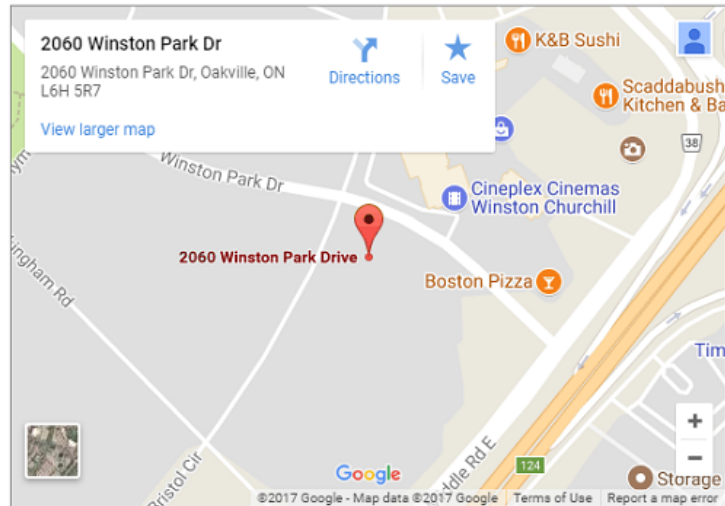 2060 Winston Park Dr
2060 Winston Park Dr, Oakville, ON
L6H 5R7
Directions
Save
View larger map
K&B Sushi
Scaddabush
Kitchen & Ba
38
Winston Park Dr
Cineplex Cinemas
Winston Churchill
2060 Winston Park Drive
Boston Pizza
kingham Rd
Tim
Bristol Cir
ddle Rd E
124
Storage
+
−
Google
©2017 Google - Map data ©2017 Google
Terms of Use
Report a map error